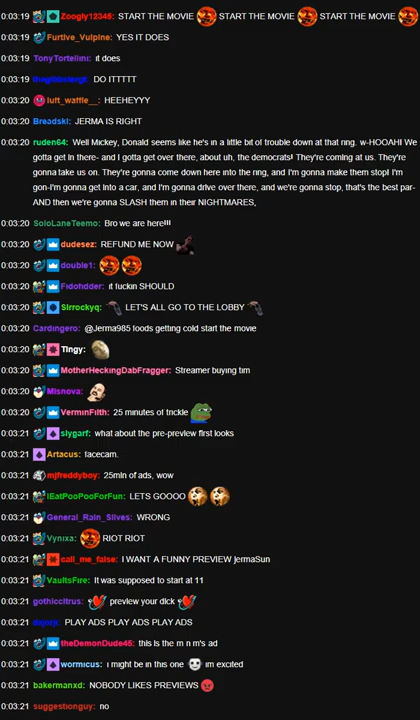 0:03:19 Zoogly12345: START THE MOVIE START THE MOVIE START THE MOVIE
0:03:19 Furtive_Vulpine: YES IT DOES
0:03:19 TonyTortellini: it does
0:03:19 DO ITTTTT
0:03:20 luft_waffle__: HEEHEYYY
0:03:20 Breadski: JERMA IS RIGHT
0:03:20 ruden64: Well Mickey, Donald seems like he's in a little bit of trouble down at that ring. w-HOOAH! We
gotta get in there- and I gotta get over there, about uh, the democrats! They're coming at us. They're
gonna take us on. They're gonna come down here into the ring, and I'm gonna make them stop! I'm
gon-I'm gonna get into a car, and I'm gonna drive over there, and we're gonna stop, that's the best par-
AND then we're gonna SLASH them in their NIGHTMARES,
0:03:20 SoloLaneTeemo: Bro we are here!!!
0:03:20 dudesez: REFUND ME NOW
0:03:20 double1:
0:03:20 Fidohdder: it fuckin SHOULD
0:03:20 Sirrockyq: LET'S ALL GO TO THE LOBBY
0:03:20 Cardingero: @Jerma985 foods getting cold start the movie
0:03:20 Tingy:
0:03:20 MotherHeckingDabFragger: Streamer buying tim
0:03:20 Misnova:
0:03:20 VerminFilth: 25 minutes of trickle
0:03:21 slygarf: what about the pre-preview first looks
0:03:21 Artacus: facecam.
0:03:21 mjfreddyboy: 25min of ads, wow
0:03:21 IEatPooPooForFun: LETS GOOOO
0:03:21 General_Rain_Slives: WRONG
0:03:21 Vynixa: RIOT RIOT
0:03:21 call_me_false: I WANT A FUNNY PREVIEW jermaSun
0:03:21 VaultsFire: It was supposed to start at 11
0:03:21 gothiccitrus: preview your dick
0:03:21 PLAY ADS PLAY ADS PLAY ADS
0:03:21 theDemonDude45: this is the m n m's ad
0:03:21 wormicus: i might be in this one im excited
0:03:21 bakermanxd: NOBODY LIKES PREVIEWS
0:03:21 suggestionguy: no